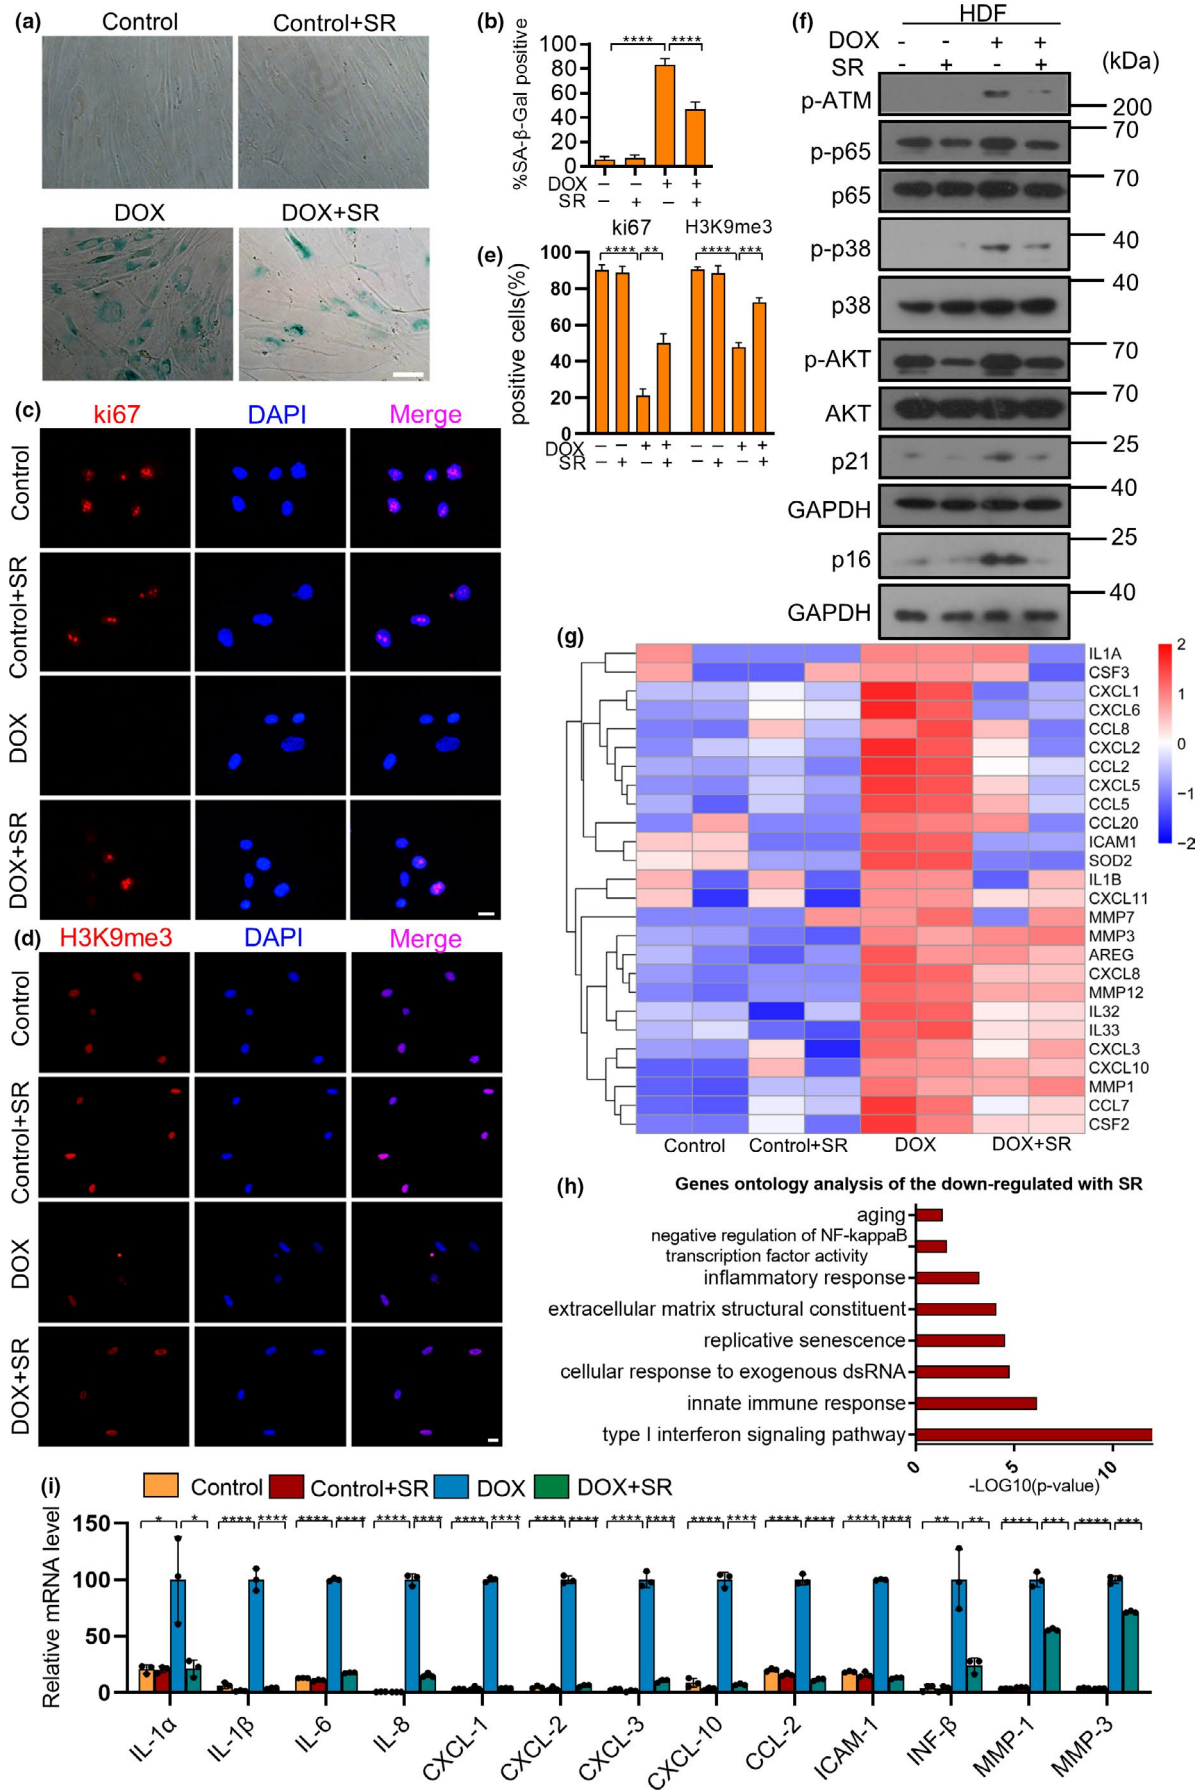 (a)
Control
Control+SR
DOX
DOX+SR
(b)
%SA-β-Gal positive
100
80
60
40
20
0
**** ****
DOX − − + +
SR − + − +
(c)
ki67 DAPI Merge
Control
Control+SR
DOX
DOX+SR
(d)
H3K9me3 DAPI Merge
Control
Control+SR
DOX
DOX+SR
(e)
ki67 H3K9me3
positive cells(%)
100
80
60
40
20
0
**** ** **** ***
DOX − − + + − − + +
SR − + − + − + − +
(f)
HDF
DOX - - + +
SR - + - + (kDa)
p-ATM 200
p-p65 70
p65 70
p-p38 40
p38 40
p-AKT 70
AKT 70
p21 25
GAPDH 40
p16 25
GAPDH 40
(g)
IL1A
CSF3
CXCL1
CXCL6
CCL8
CXCL2
CCL2
CXCL5
CCL5
CCL20
ICAM1
SOD2
IL1B
CXCL11
MMP7
MMP3
AREG
CXCL8
MMP12
IL32
IL33
CXCL3
CXCL10
MMP1
CCL7
CSF2
2
1
0
−1
−2
Control Control+SR DOX DOX+SR
(h)
Genes ontology analysis of the down-regulated with SR
aging
negative regulation of NF-kappaB
transcription factor activity
inflammatory response
extracellular matrix structural constituent
replicative senescence
cellular response to exogenous dsRNA
innate immune response
type I interferon signaling pathway
0 5 10
-LOG10(p-value)
(i)
Control Control+SR DOX DOX+SR
Relative mRNA level
150
100
50
0
* * **** **** **** **** **** **** **** **** **** **** **** **** **** **** **** **** **** **** ** ** **** *** **** ***
IL-1α IL-1β IL-6 IL-8 CXCL-1 CXCL-2 CXCL-3 CXCL-10 CCL-2 ICAM-1 INF-β MMP-1 MMP-3